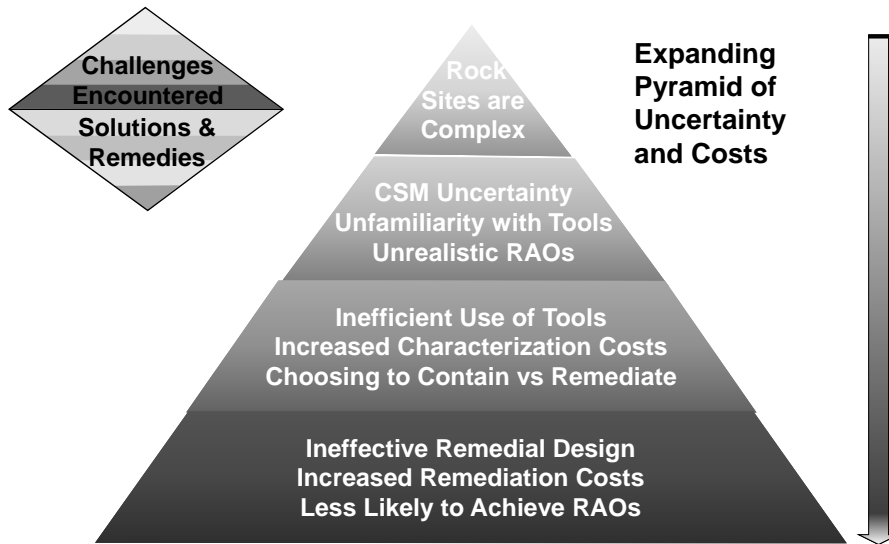 Challenges
Encountered
Solutions &
Remedies
Rock
Sites are
Complex
Expanding
Pyramid of
Uncertainty
and Costs
CSM Uncertainty
Unfamiliarity with Tools
Unrealistic RAOs
Inefficient Use of Tools
Increased Characterization Costs
Choosing to Contain vs Remediate
Ineffective Remedial Design
Increased Remediation Costs
Less Likely to Achieve RAOs